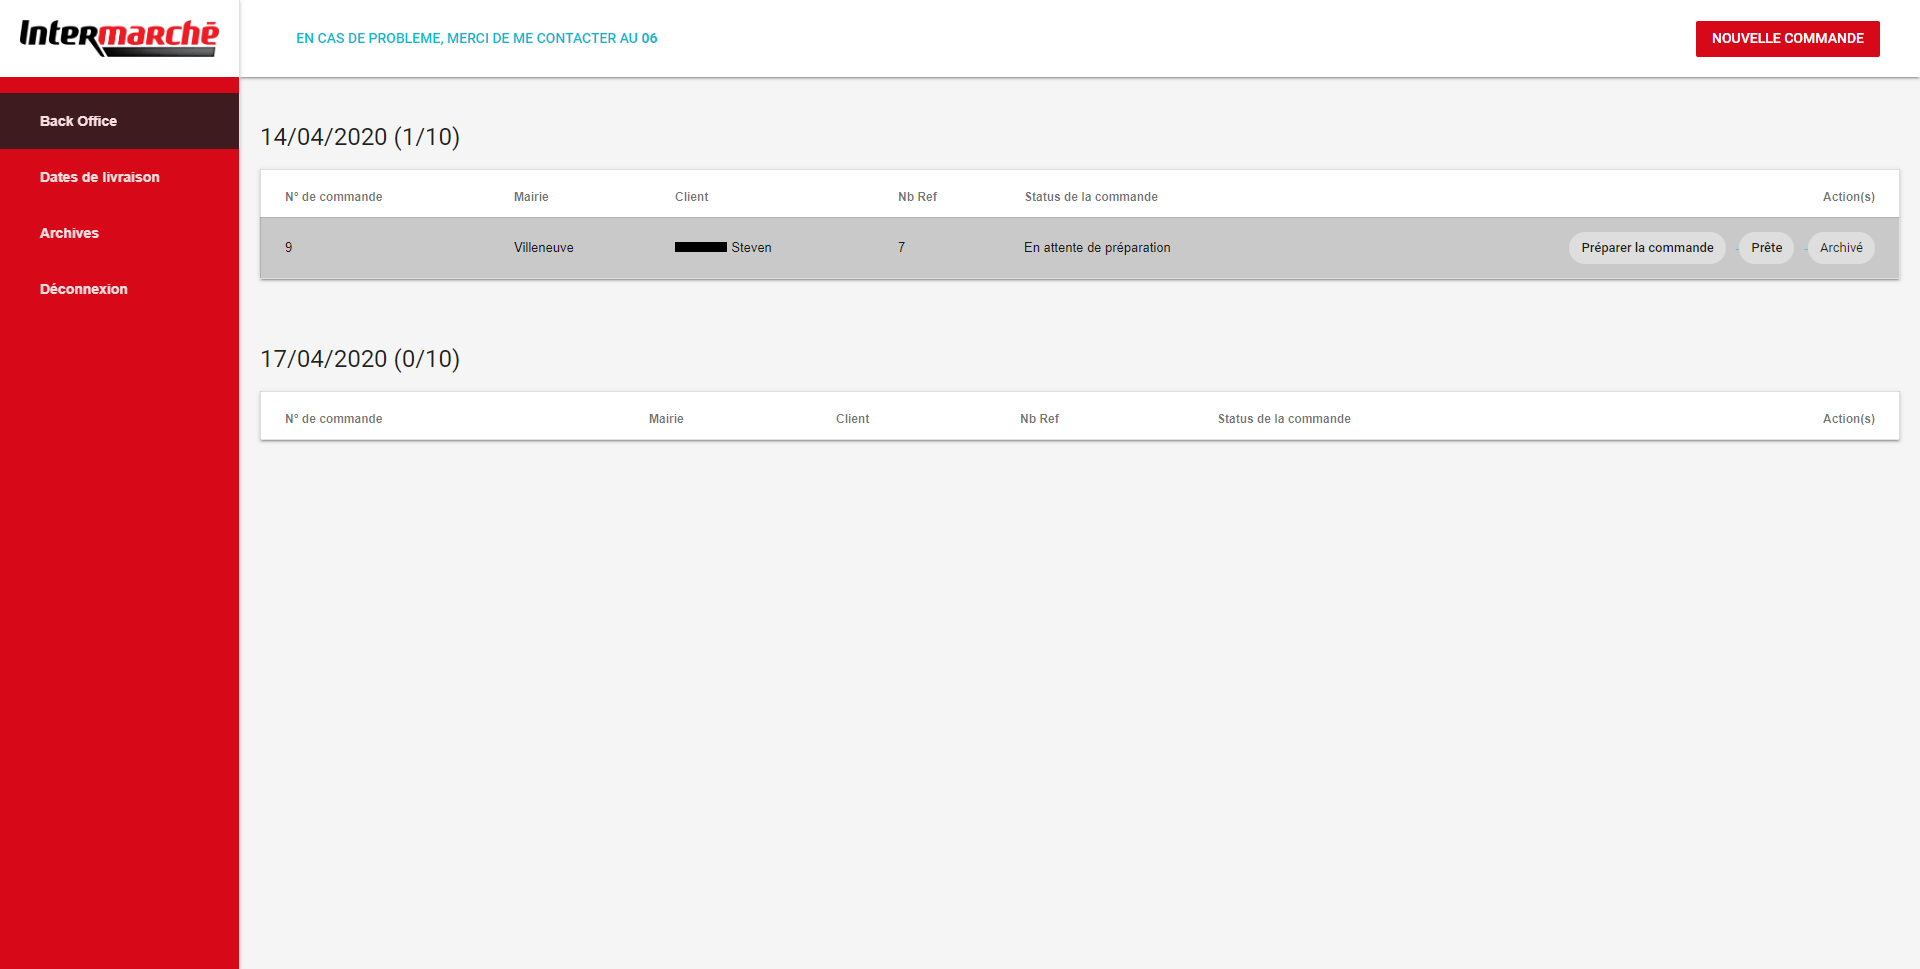 Intermarchē
EN CAS DE PROBLEME, MERCI DE ME CONTACTER AU 06
NOUVELLE COMMANDE
Back Office
Dates de livraison
Archives
Déconnexion
14/04/2020 (1/10)
N° de commande Mairie Client Nb Ref Status de la commande Action(s)
9 Villeneuve Steven 7 En attente de préparation Préparer la commande - Prête - Archivé
17/04/2020 (0/10)
N° de commande Mairie Client Nb Ref Status de la commande Action(s)